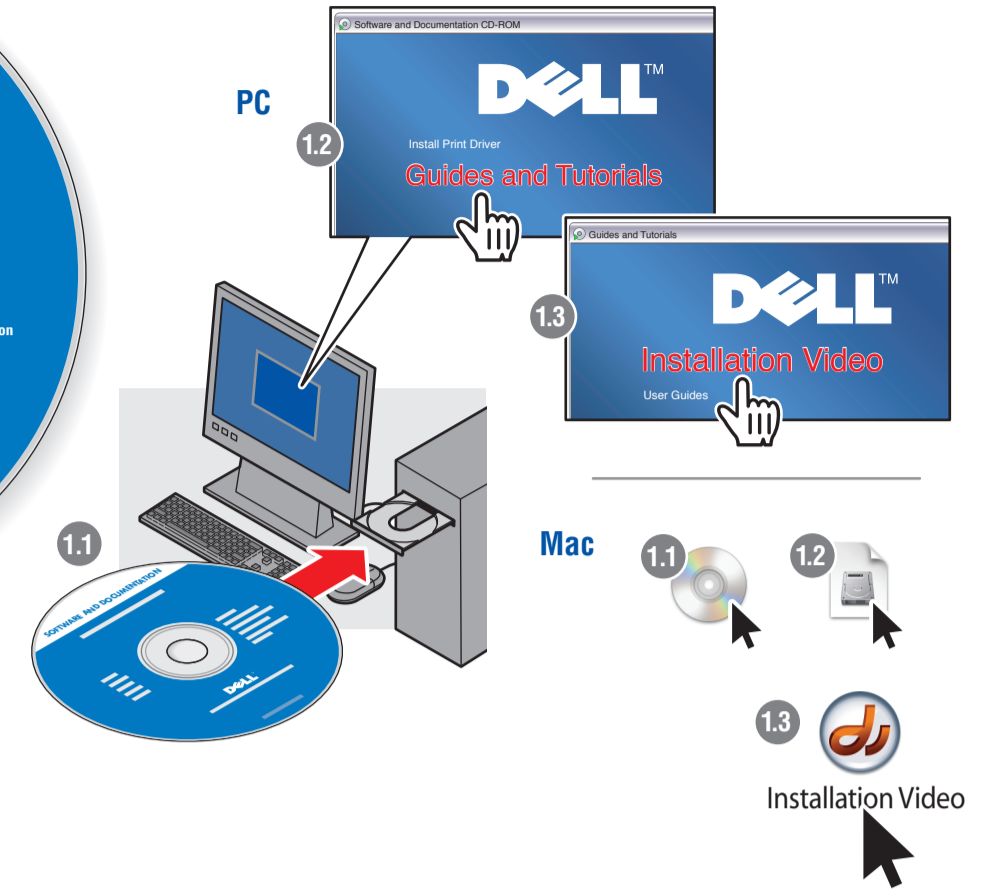 Software and Documentation CD-ROM
DELL™
PC
1.2
Install Print Driver
Guides and Tutorials
Guides and Tutorials
DELL™
1.3
Installation Video
User Guides
on
1.1
SOFTWARE AND DOCUMENTATION
DELL
Mac
1.1
1.2
1.3
Installation Video